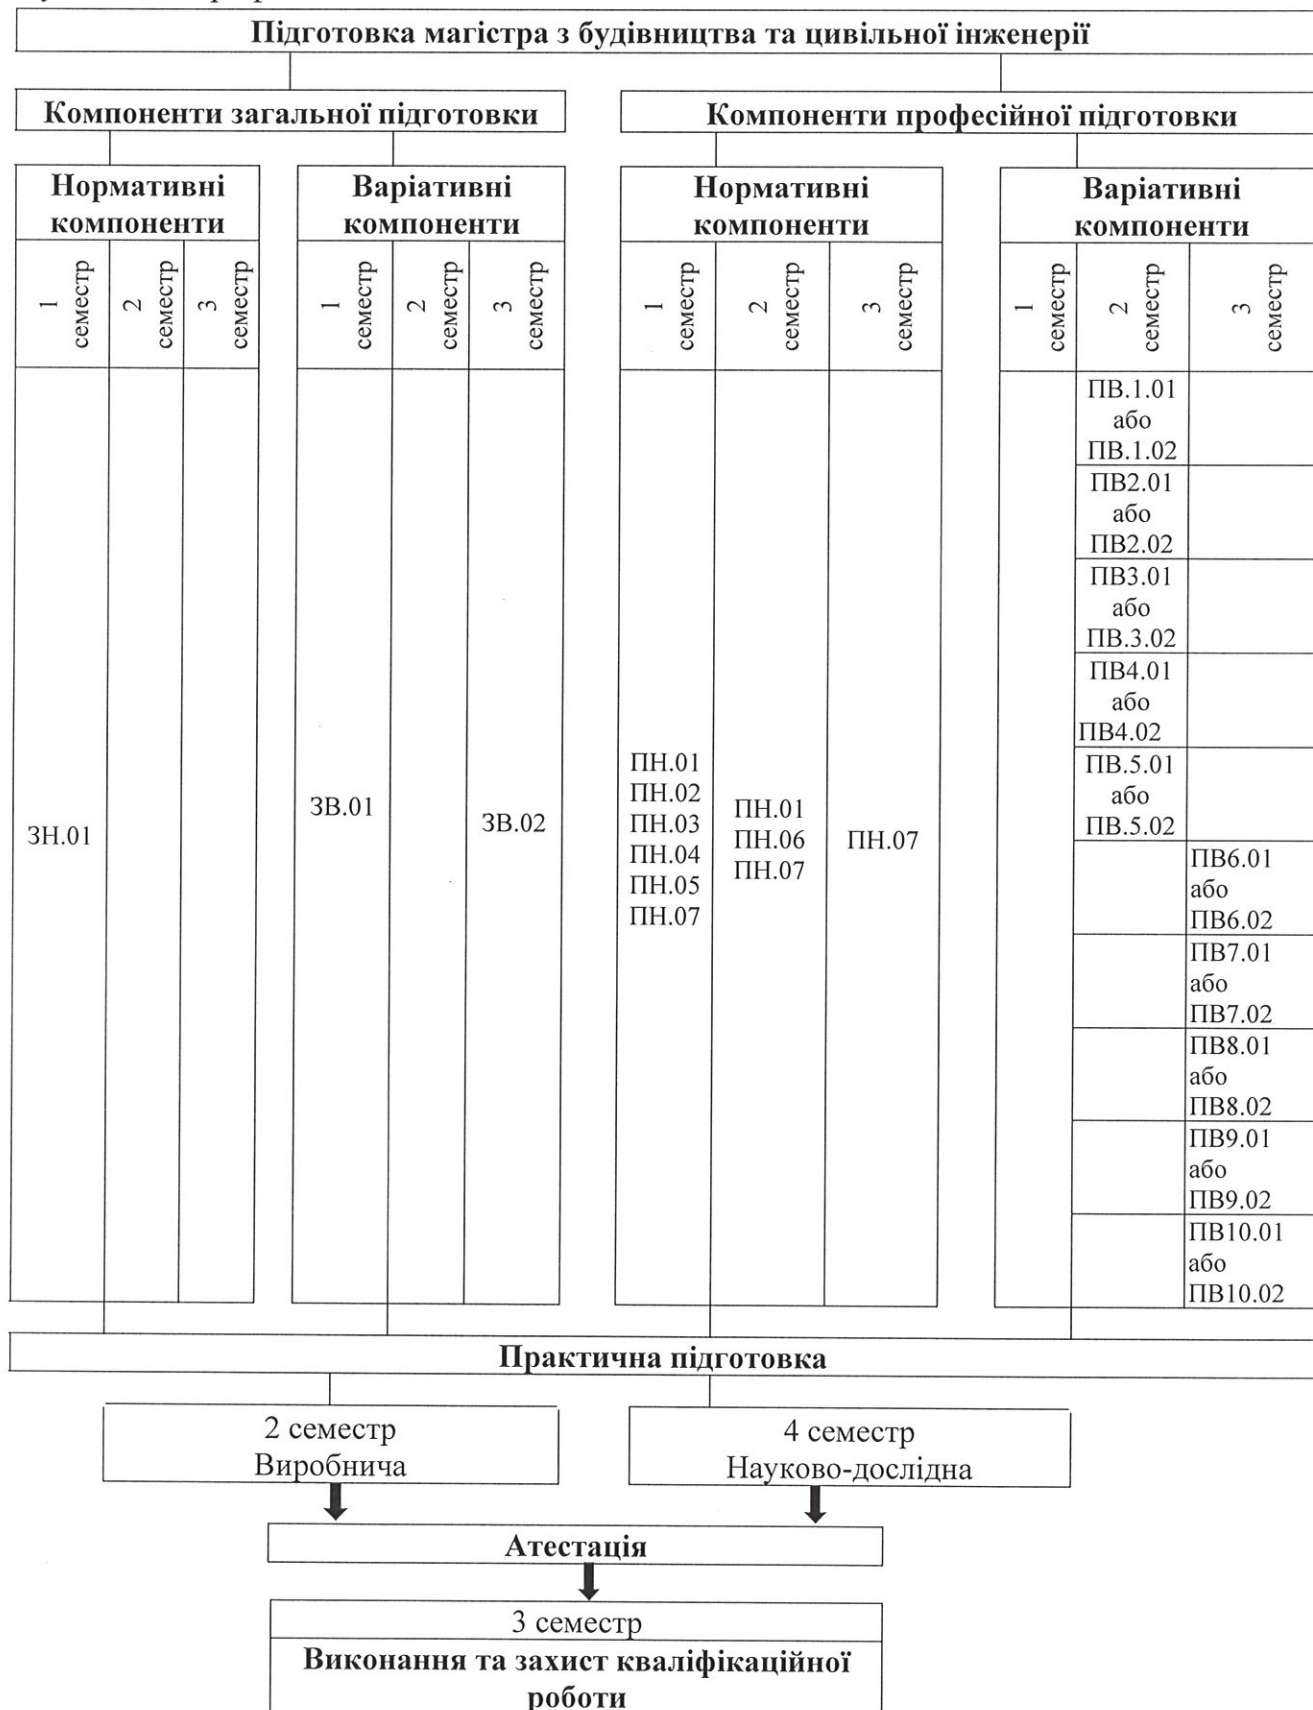 Підготовка магістра з будівництва та цивільної інженерії
Компоненти загальної підготовки
Компоненти професійної підготовки
Нормативні
компоненти
Варіативні
компоненти
Нормативні
компоненти
Варіативні
компоненти
1
семестр
2
семестр
3
семестр
1
семестр
2
семестр
3
семестр
1
семестр
2
семестр
3
семестр
1
семестр
2
семестр
3
семестр
ЗН.01
ЗВ.01
ЗВ.02
ПН.01
ПН.02
ПН.03
ПН.04
ПН.05
ПН.07
ПН.01
ПН.06
ПН.07
ПН.07
ПВ.1.01
або
ПВ.1.02
ПВ2.01
або
ПВ2.02
ПВ3.01
або
ПВ.3.02
ПВ4.01
або
ПВ4.02
ПВ.5.01
або
ПВ.5.02
ПВ6.01
або
ПВ6.02
ПВ7.01
або
ПВ7.02
ПВ8.01
або
ПВ8.02
ПВ9.01
або
ПВ9.02
ПВ10.01
або
ПВ10.02
Практична підготовка
2 семестр
Виробнича
4 семестр
Науково-дослідна
Атестація
3 семестр
Виконання та захист кваліфікаційної
роботи